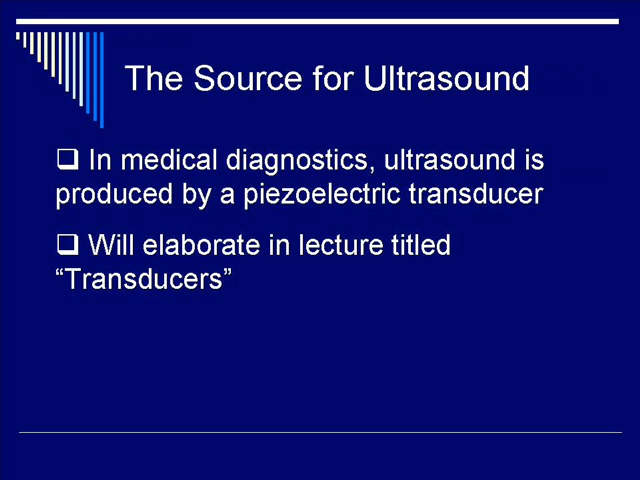 The Source for Ultrasound
❑ In medical diagnostics, ultrasound is
produced by a piezoelectric transducer
❑ Will elaborate in lecture titled
“Transducers”